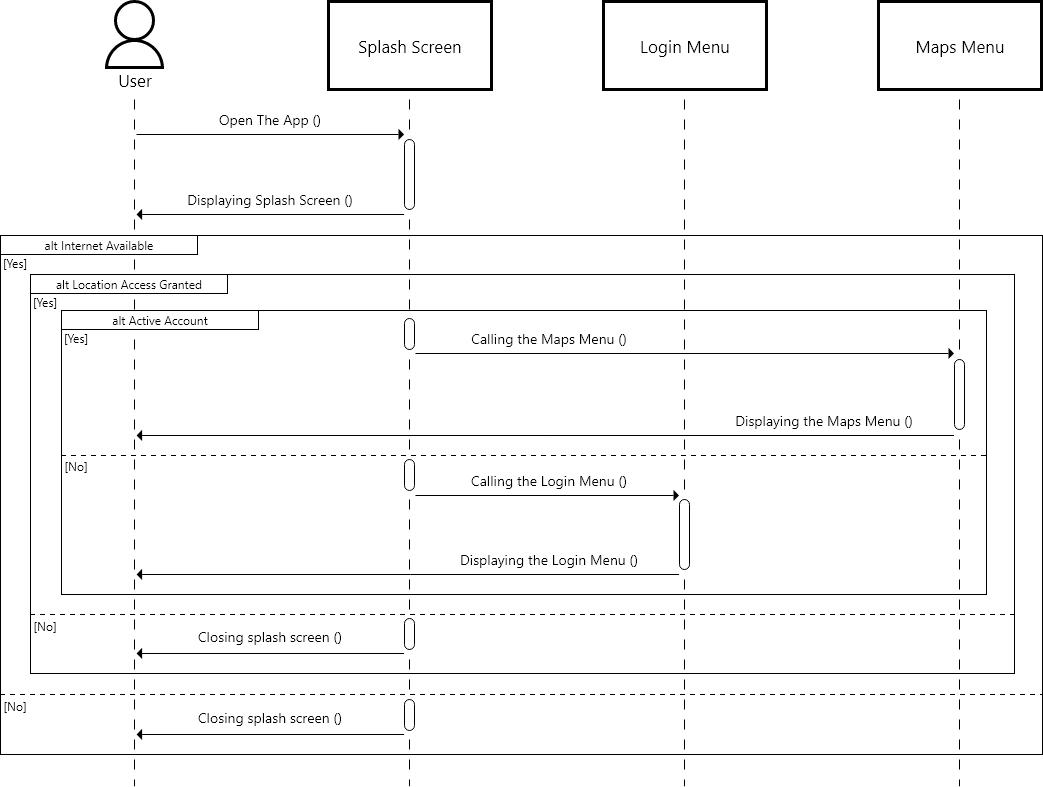 User
Splash Screen
Login Menu
Maps Menu
Open The App ()
Displaying Splash Screen ()
alt Internet Available
[Yes]
alt Location Access Granted
[Yes]
alt Active Account
[Yes]
Calling the Maps Menu ()
Displaying the Maps Menu ()
[No]
Calling the Login Menu ()
Displaying the Login Menu ()
[No]
Closing splash screen ()
[No]
Closing splash screen ()